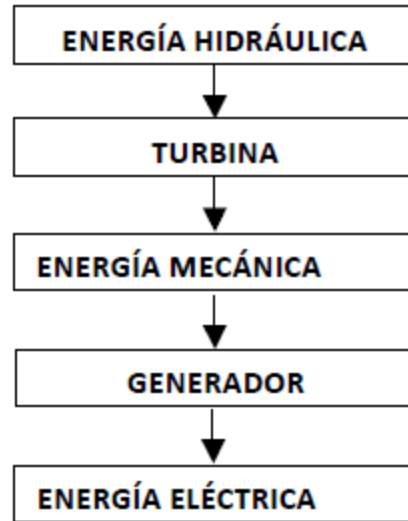 ENERGÍA HIDRÁULICA
TURBINA
ENERGÍA MECÁNICA
GENERADOR
ENERGÍA ELÉCTRICA